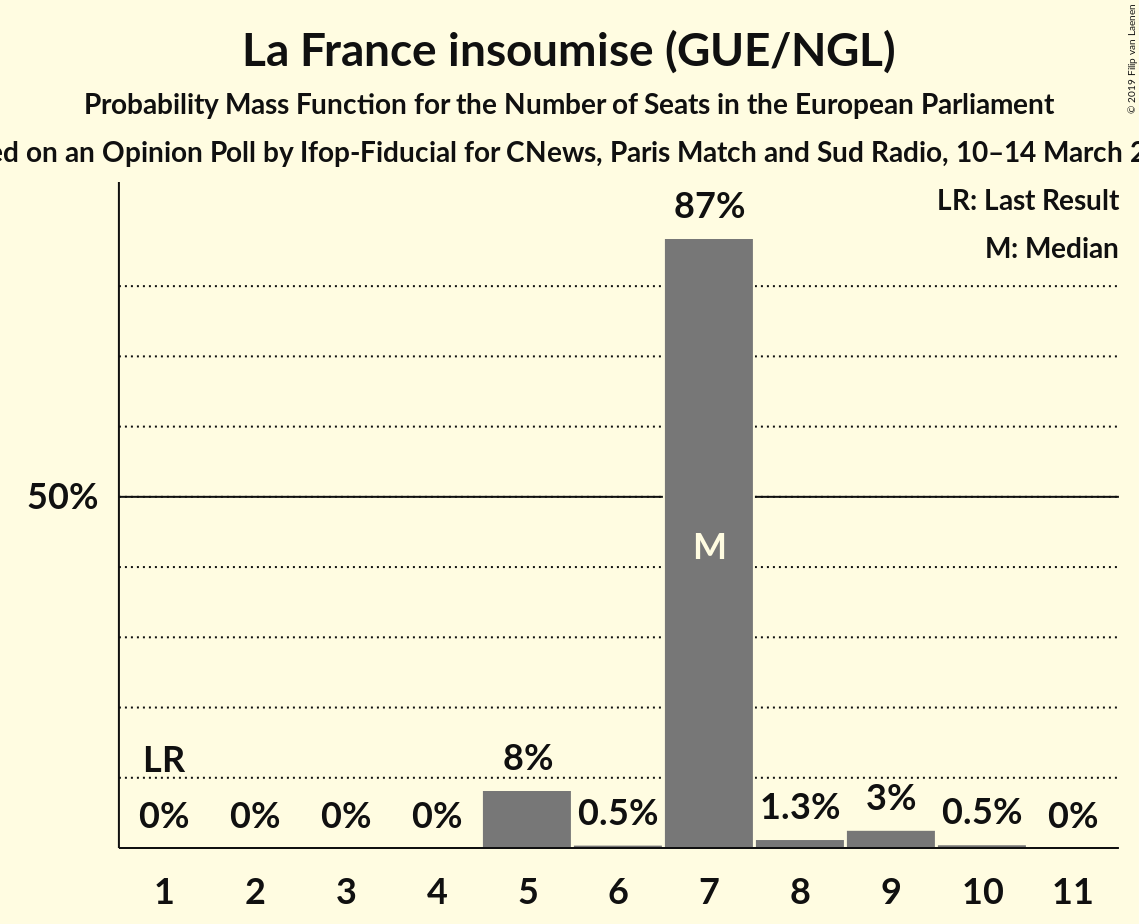 La France insoumise (GUE/NGL)
Probability Mass Function for the Number of Seats in the European Parliament
on an Opinion Poll by Ifop-Fiducial for CNews, Paris Match and Sud Radio, 10–14 March
© 2019 Filip van Laenen
LR: Last Result
M: Median
87%
50%
M
LR
8%
0% 0% 0% 0% 0.5% 1.3% 3% 0.5% 0%
1 2 3 4 5 6 7 8 9 10 11